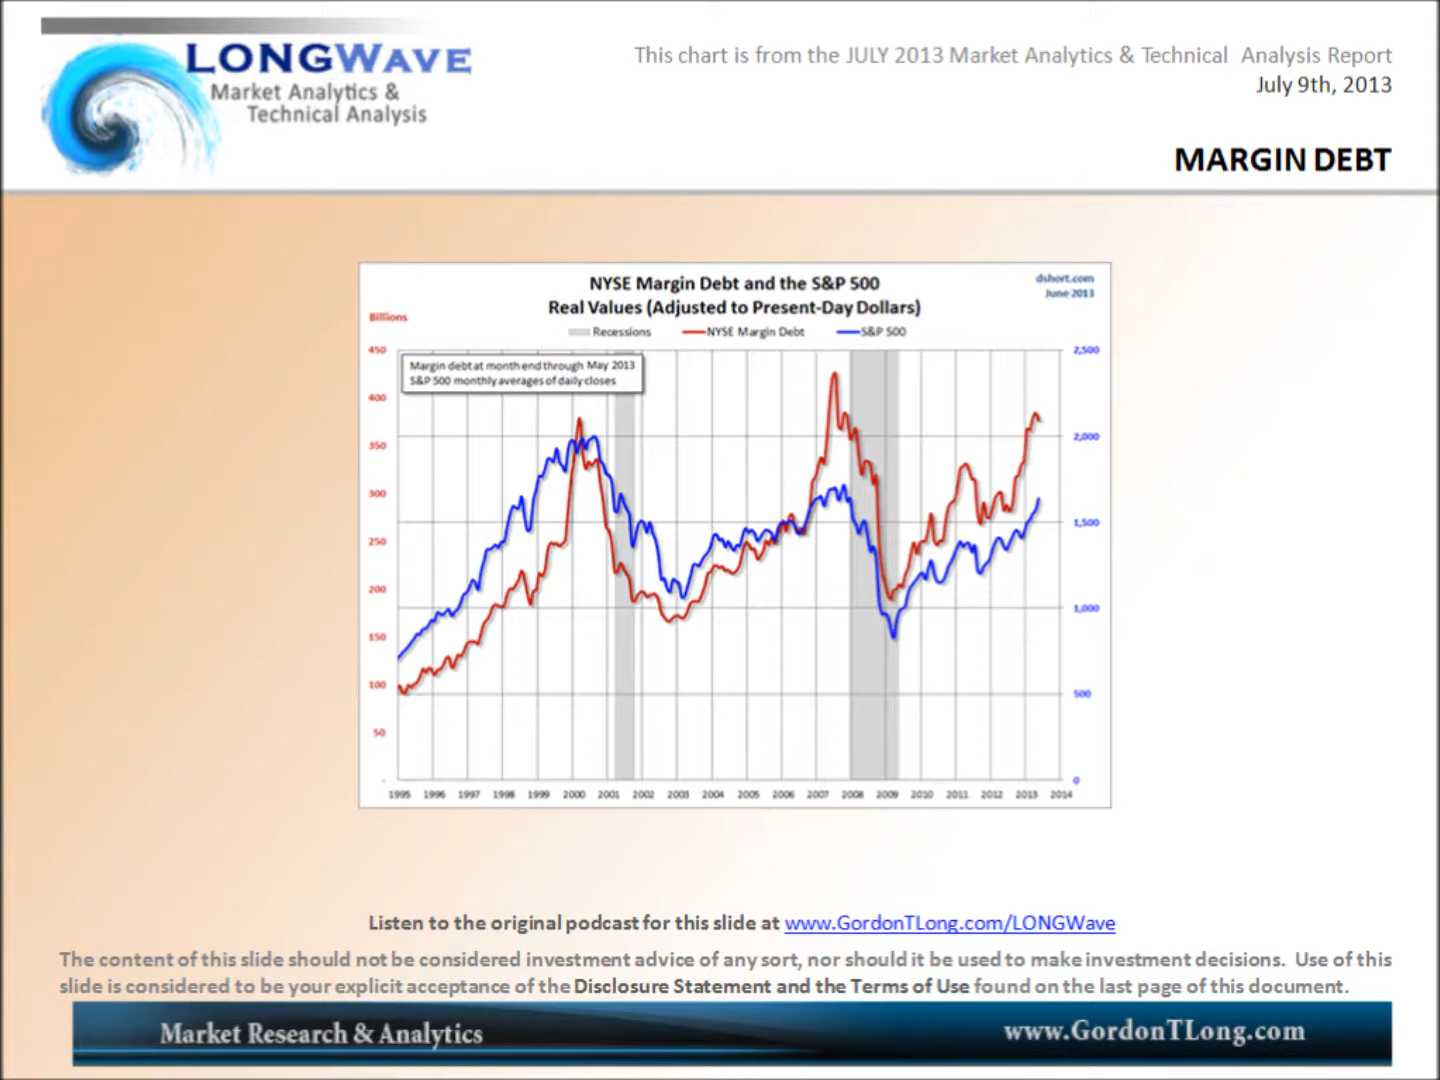 LONGWAVE
Market Analytics &
Technical Analysis
This chart is from the JULY 2013 Market Analytics & Technical Analysis Report
July 9th, 2013
MARGIN DEBT
NYSE Margin Debt and the S&P 500
Real Values (Adjusted to Present-Day Dollars)
dshort.com
June 2013
Billions
Recessions NYSE Margin Debt S&P 500
Margin debt at month end through May 2013
S&P 500 monthly averages of daily closes
450
400
350
300
250
200
150
100
50
-
2,500
2,000
1,500
1,000
500
0
1995 1996 1997 1998 1999 2000 2001 2002 2003 2004 2005 2006 2007 2008 2009 2010 2011 2012 2013 2014
Listen to the original podcast for this slide at www.GordonTLong.com/LONGWave
The content of this slide should not be considered investment advice of any sort, nor should it be used to make investment decisions. Use of this
slide is considered to be your explicit acceptance of the Disclosure Statement and the Terms of Use found on the last page of this document.
Market Research & Analytics
www.GordonTLong.com